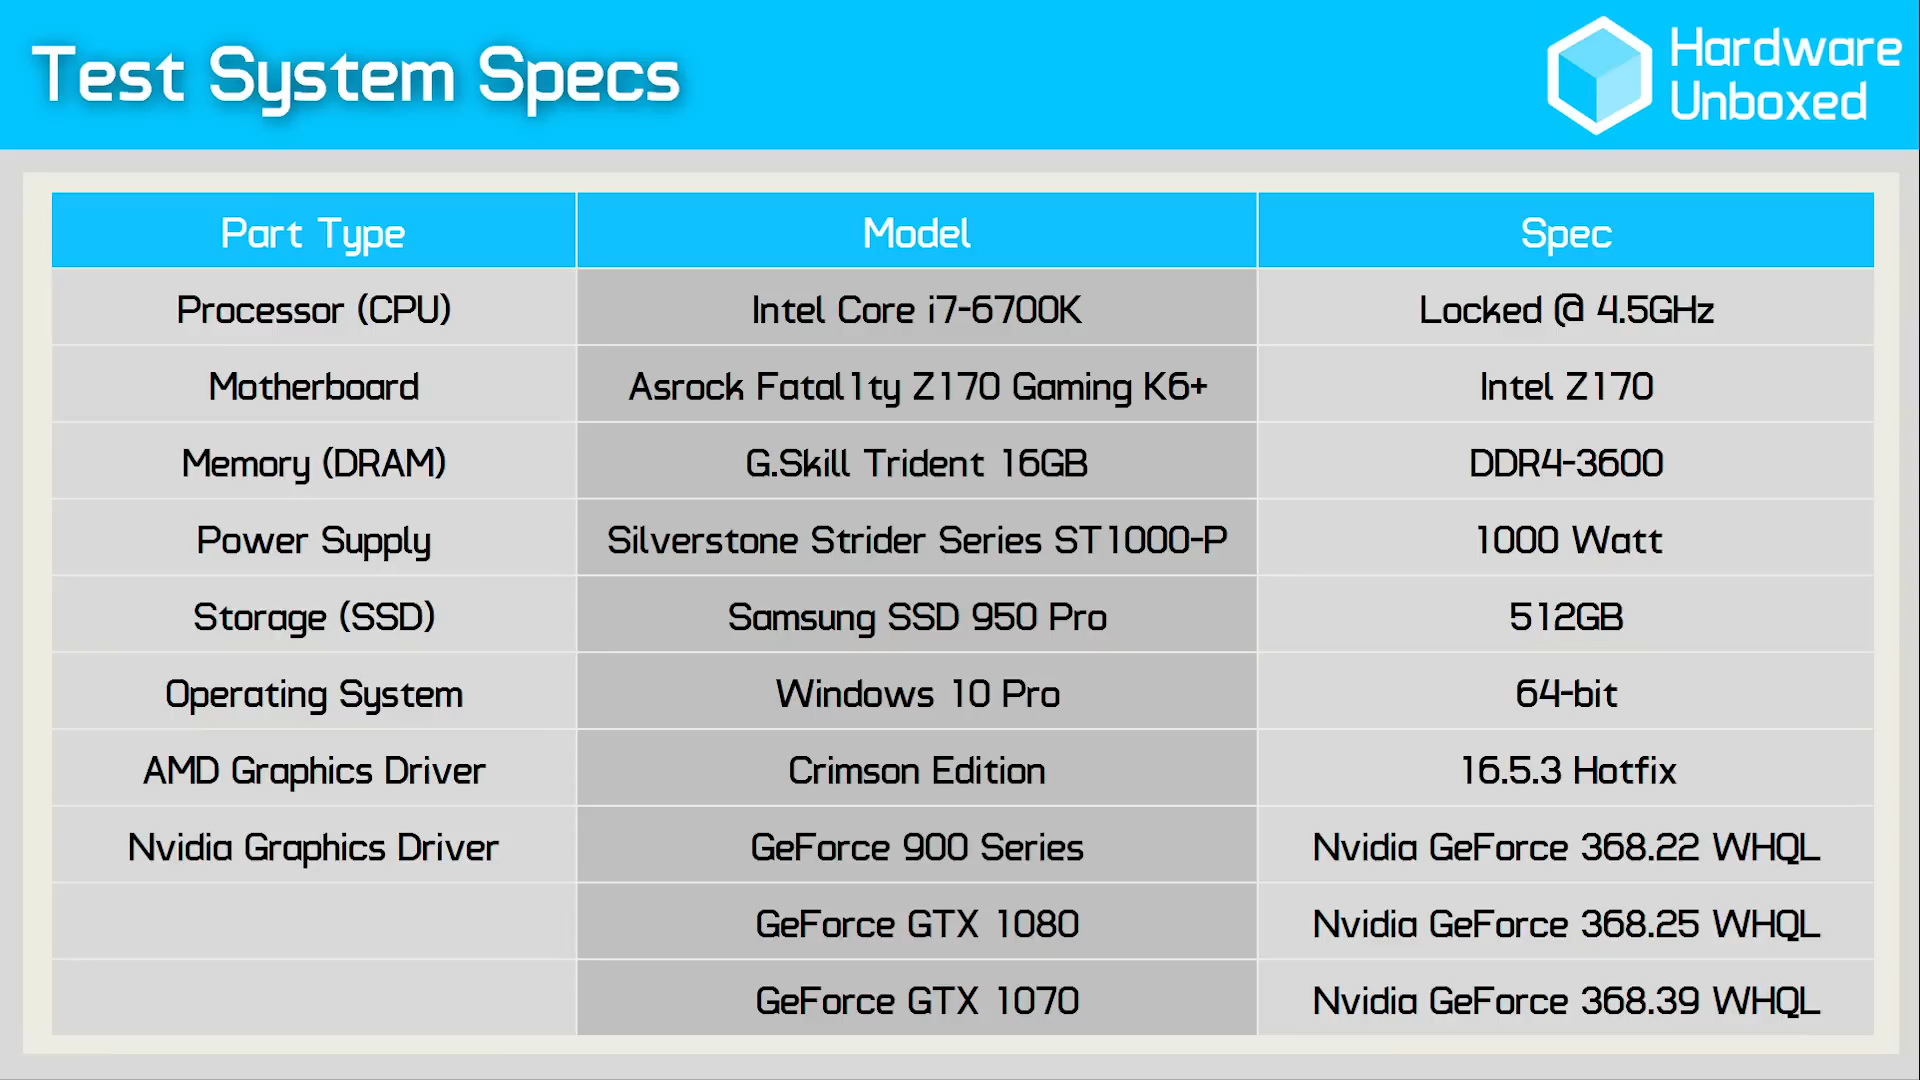 Test System Specs
Hardware
Unboxed
Part Type Model Spec
Processor (CPU) Intel Core i7-6700K Locked @ 4.5GHz
Motherboard Asrock Fatal1ty Z170 Gaming K6+ Intel Z170
Memory (DRAM) G.Skill Trident 16GB DDR4-3600
Power Supply Silverstone Strider Series ST1000-P 1000 Watt
Storage (SSD) Samsung SSD 950 Pro 512GB
Operating System Windows 10 Pro 64-bit
AMD Graphics Driver Crimson Edition 16.5.3 Hotfix
Nvidia Graphics Driver GeForce 900 Series Nvidia GeForce 368.22 WHQL
GeForce GTX 1080 Nvidia GeForce 368.25 WHQL
GeForce GTX 1070 Nvidia GeForce 368.39 WHQL